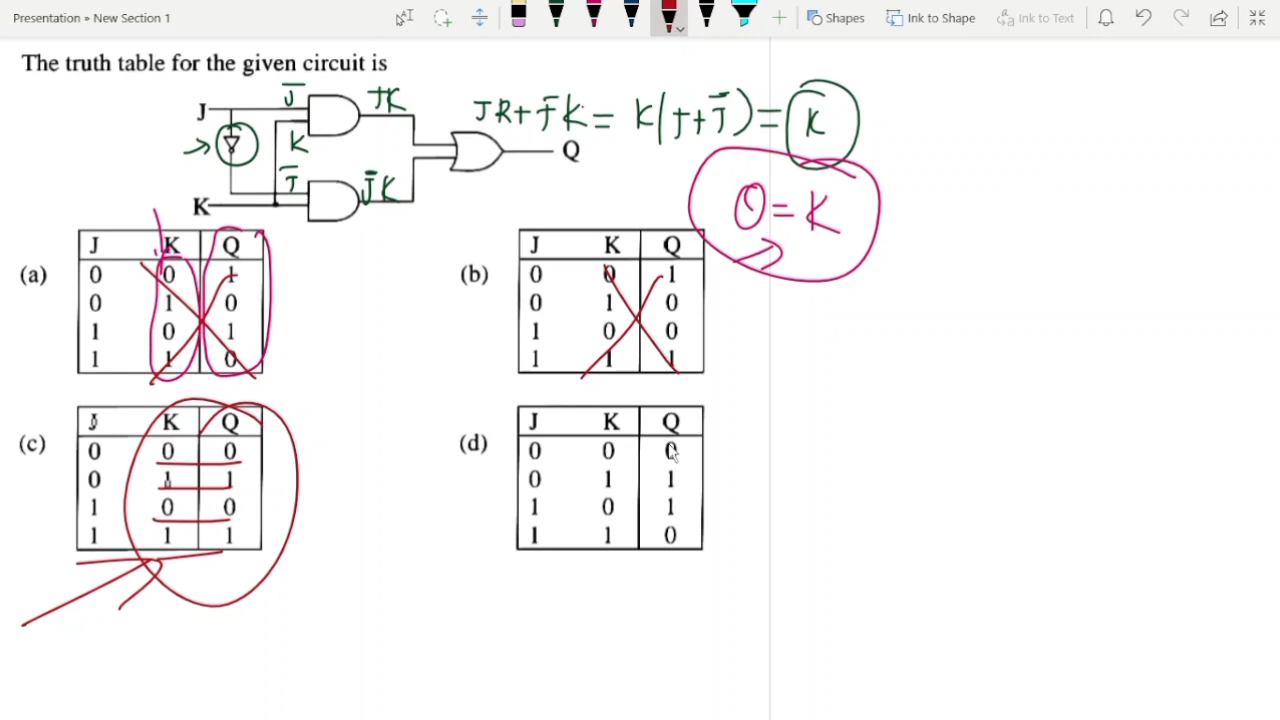 Presentation » New Section 1
Shapes
Ink to Shape
Ink to Text
The truth table for the given circuit is
J
K
Q
J̅
K
J̅
JK
J̅K
JK+J̅K = K(J+J̅) = K
Q = K
(a)
J K Q
0 0 1
0 1 0
1 0 1
1 1 0
(b)
J K Q
0 0 1
0 1 0
1 0 0
1 1 1
(c)
J K Q
0 0 0
0 1 1
1 0 0
1 1 1
(d)
J K Q
0 0 0
0 1 1
1 0 1
1 1 0